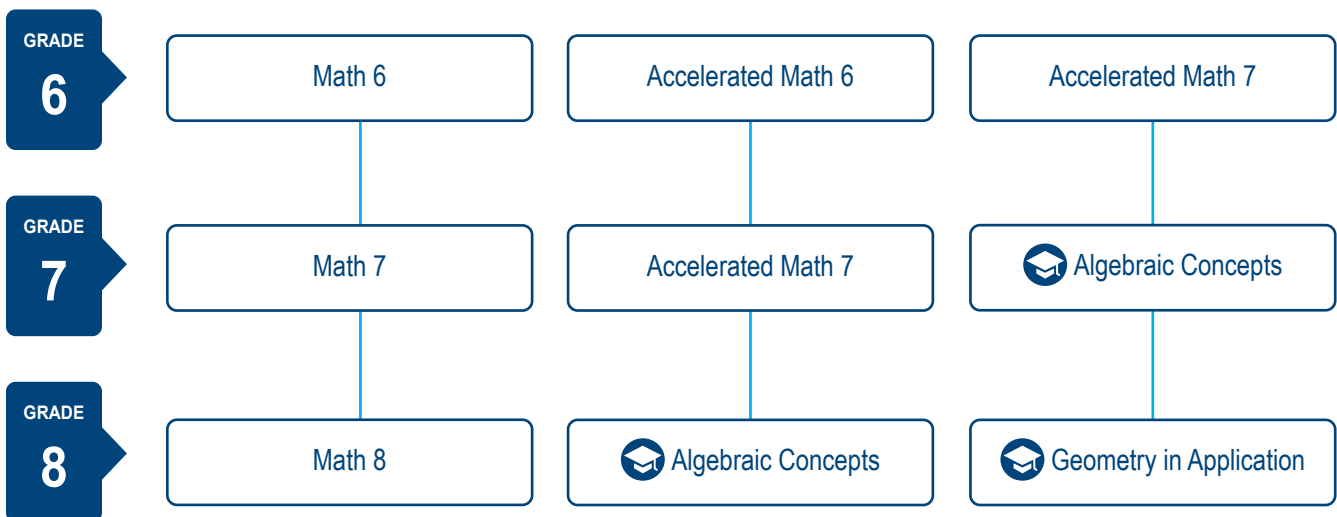 GRADE
6
Math 6
Accelerated Math 6
Accelerated Math 7
GRADE
7
Math 7
Accelerated Math 7
Algebraic Concepts
GRADE
8
Math 8
Algebraic Concepts
Geometry in Application